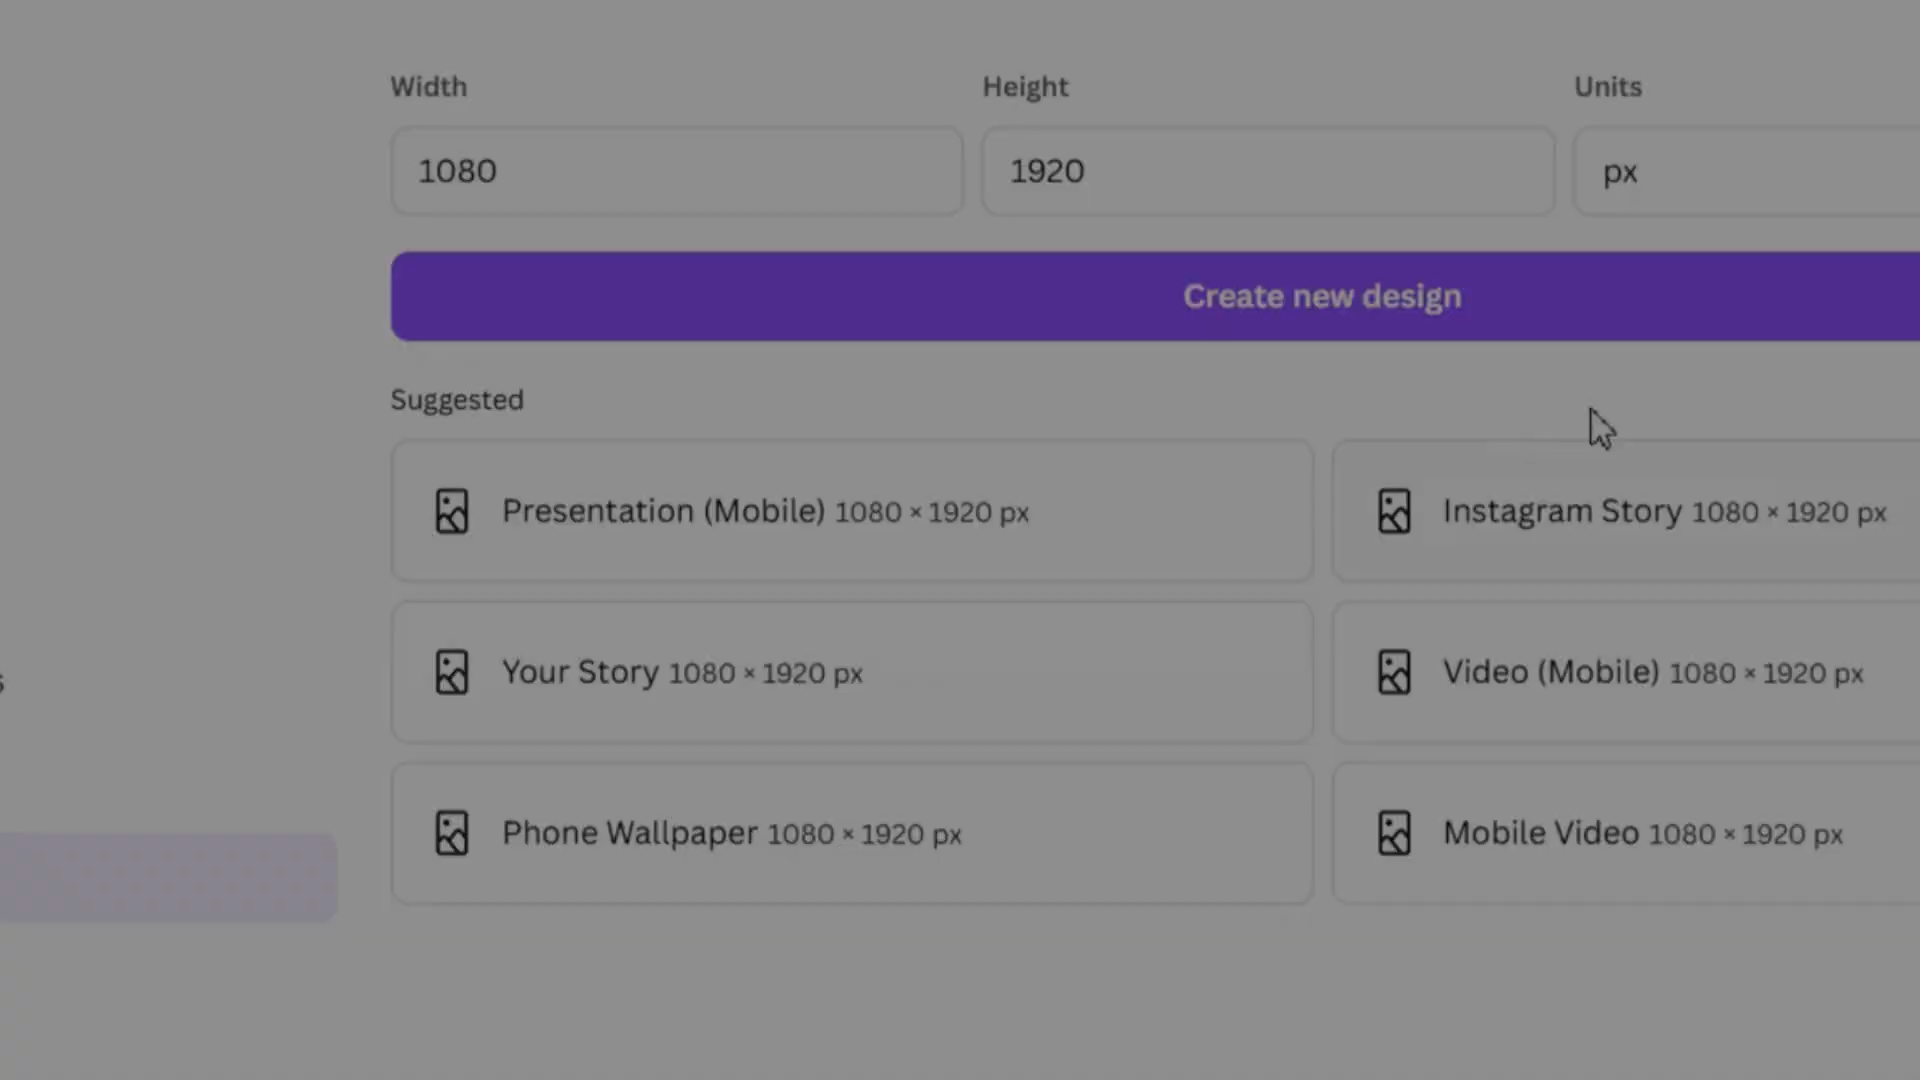 Width Height Units
1080 1920 px
Create new design
Suggested
Presentation (Mobile) 1080 × 1920 px
Instagram Story 1080 × 1920 px
Your Story 1080 × 1920 px
Video (Mobile) 1080 × 1920 px
Phone Wallpaper 1080 × 1920 px
Mobile Video 1080 × 1920 px